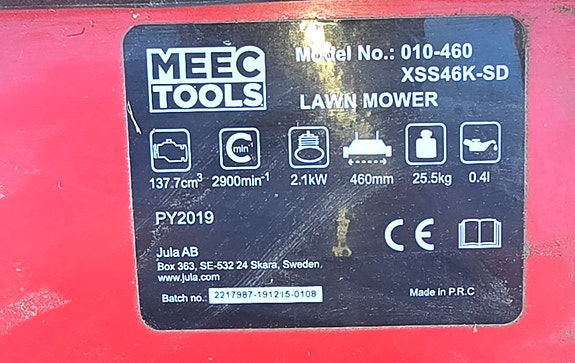 MEEC
TOOLS
Model No.: 010-460
XSS46K-SD
LAWN MOWER
min⁻¹
137.7cm³ 2900min⁻¹ 2.1kW 460mm 25.5kg 0.4l
PY2019
Jula AB
Box 363, SE-532 24 Skara, Sweden.
www.jula.com
Batch no.: 2217987-191215-0108
CE
Made in P.R.C